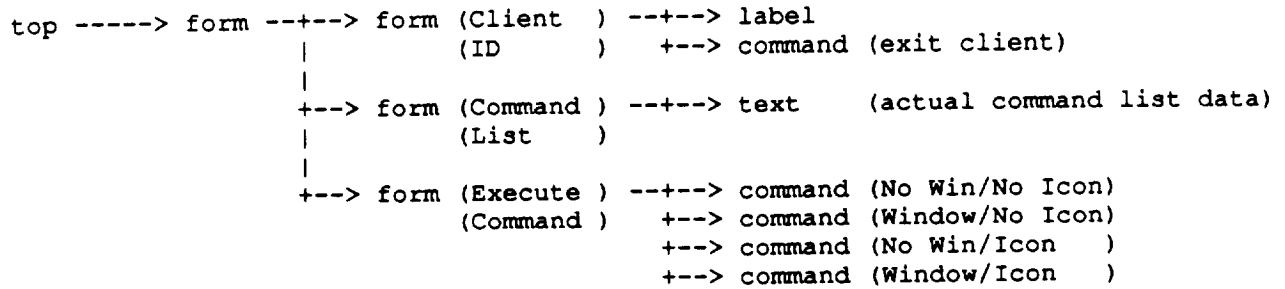 top -----> form --+--> form (Client  ) --+--> label
                  |         (ID      )   +--> command (exit client)
                  |
                  +--> form (Command ) --+--> text    (actual command list data)
                  |         (List    )
                  |
                  +--> form (Execute ) --+--> command (No Win/No Icon)
                            (Command )   +--> command (Window/No Icon)
                                         +--> command (No Win/Icon   )
                                         +--> command (Window/Icon   )